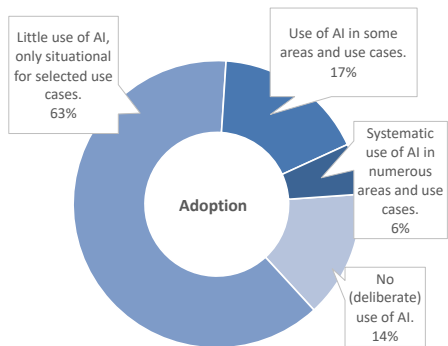 Little use of AI,
only situational
for selected use
cases.
63%
Use of AI in some
areas and use cases.
17%
Systematic
use of AI in
numerous
areas and use
cases.
6%
Adoption
No
(deliberate)
use of AI.
14%